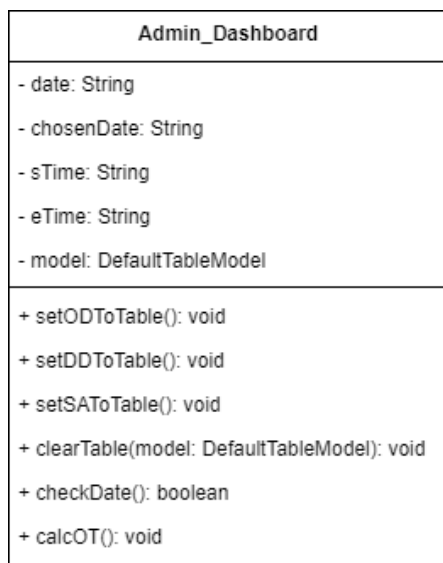 Admin_Dashboard
- date: String
- chosenDate: String
- sTime: String
- eTime: String
- model: DefaultTableModel
+ setODToTable(): void
+ setDDToTable(): void
+ setSAToTable(): void
+ clearTable(model: DefaultTableModel): void
+ checkDate(): boolean
+ calcOT(): void